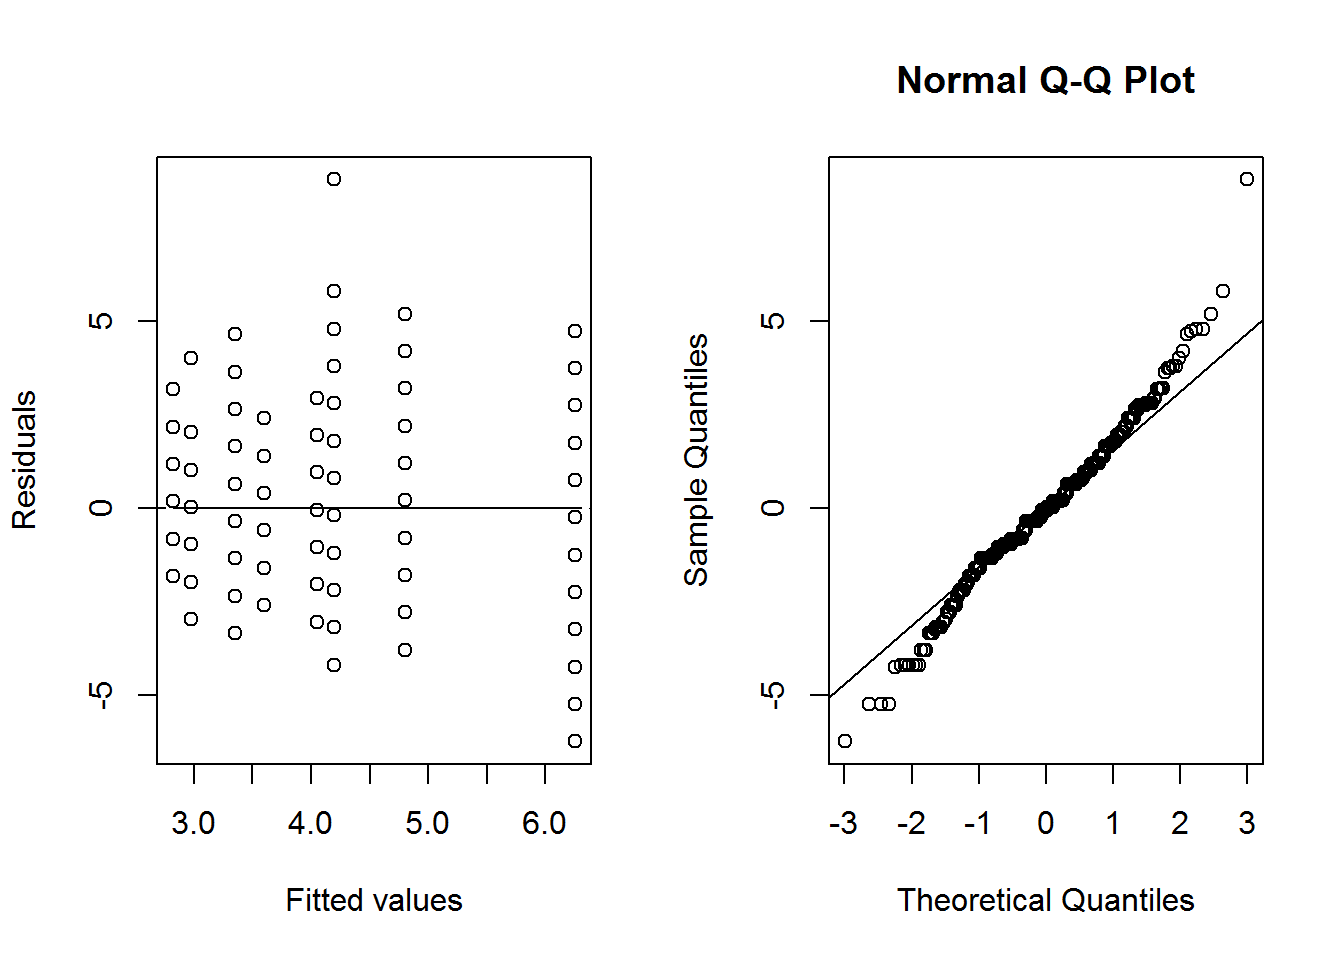 Residuals
5
0
-5
3.0 4.0 5.0 6.0
Fitted values
Normal Q-Q Plot
Sample Quantiles
5
0
-5
-3 -2 -1 0 1 2 3
Theoretical Quantiles